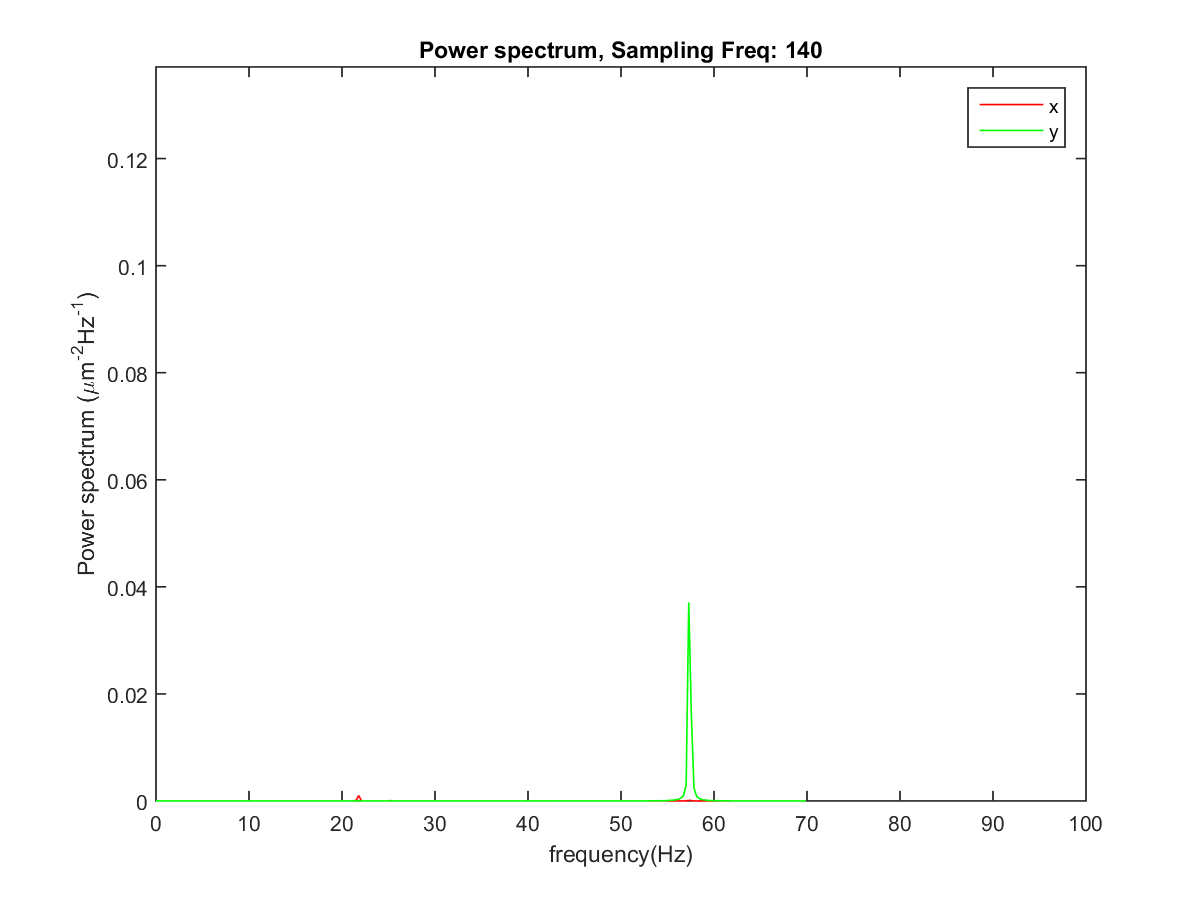 Power spectrum, Sampling Freq: 140
x
y
0.12
0.1
0.08
0.06
0.04
0.02
0
Power spectrum (μm⁻²Hz⁻¹)
0 10 20 30 40 50 60 70 80 90 100
frequency(Hz)